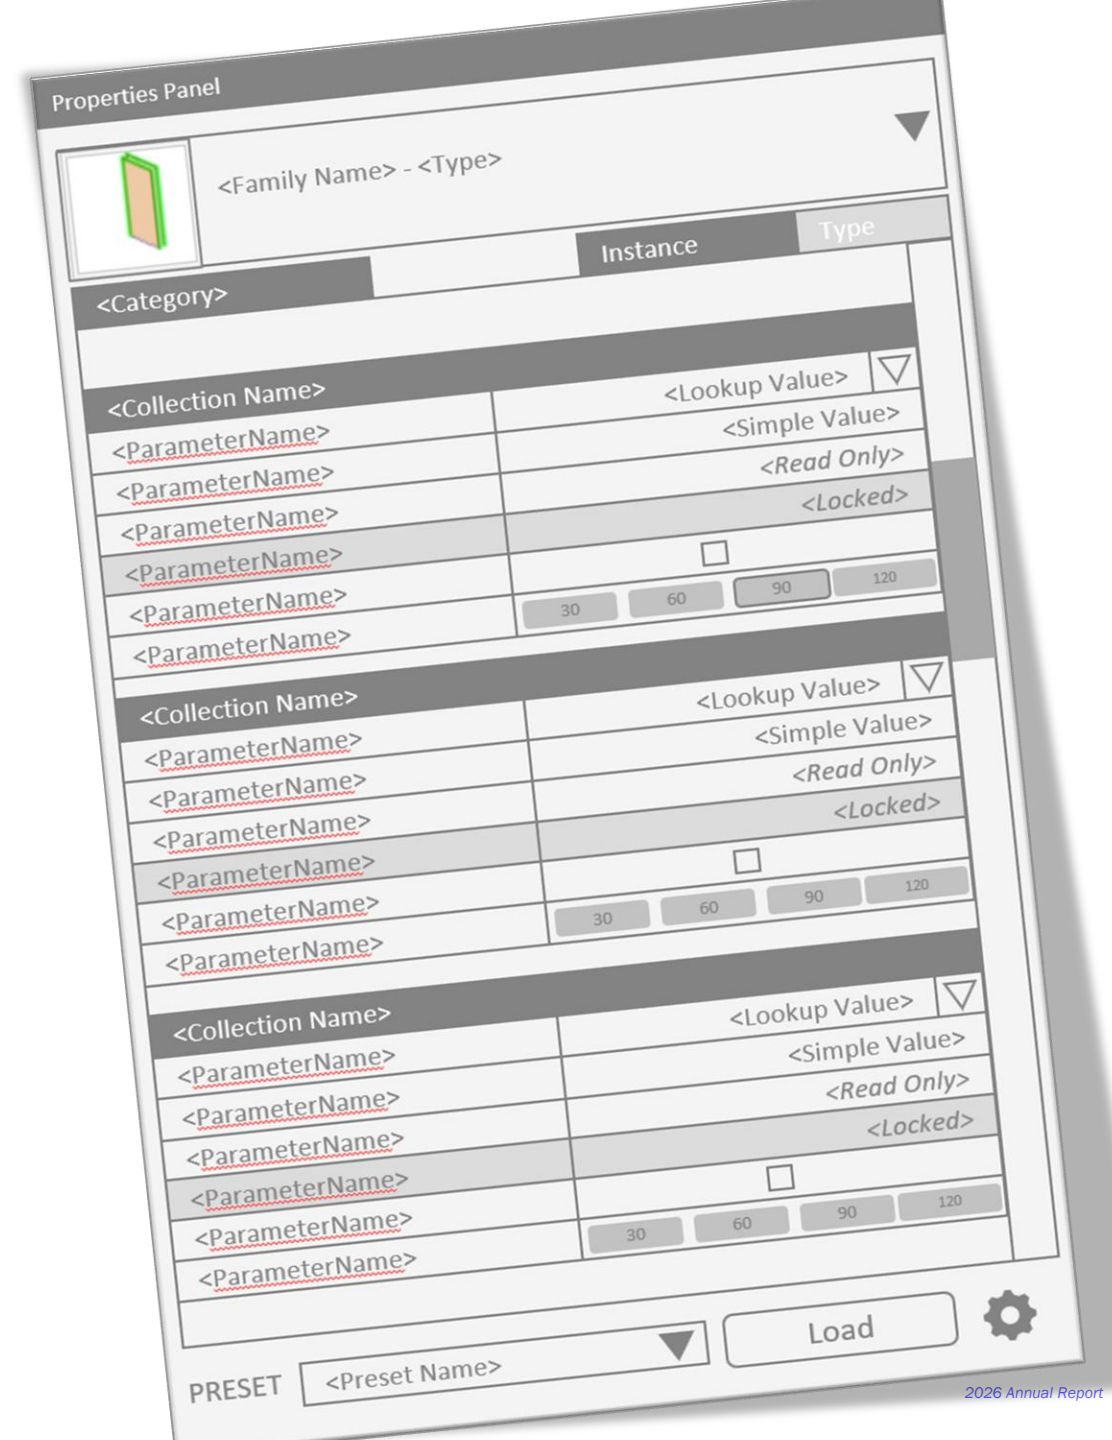 Properties Panel
<Family Name> - <Type>
Instance
Type
<Category>
<Collection Name>
<ParameterName> <Lookup Value>
<ParameterName> <Simple Value>
<ParameterName> <Read Only>
<ParameterName> <Locked>
<ParameterName>
<ParameterName> 30 60 90 120
<Collection Name>
<ParameterName> <Lookup Value>
<ParameterName> <Simple Value>
<ParameterName> <Read Only>
<ParameterName> <Locked>
<ParameterName>
<ParameterName> 30 60 90 120
<Collection Name>
<ParameterName> <Lookup Value>
<ParameterName> <Simple Value>
<ParameterName> <Read Only>
<ParameterName> <Locked>
<ParameterName>
<ParameterName> 30 60 90 120
PRESET <Preset Name> Load
2026 Annual Report